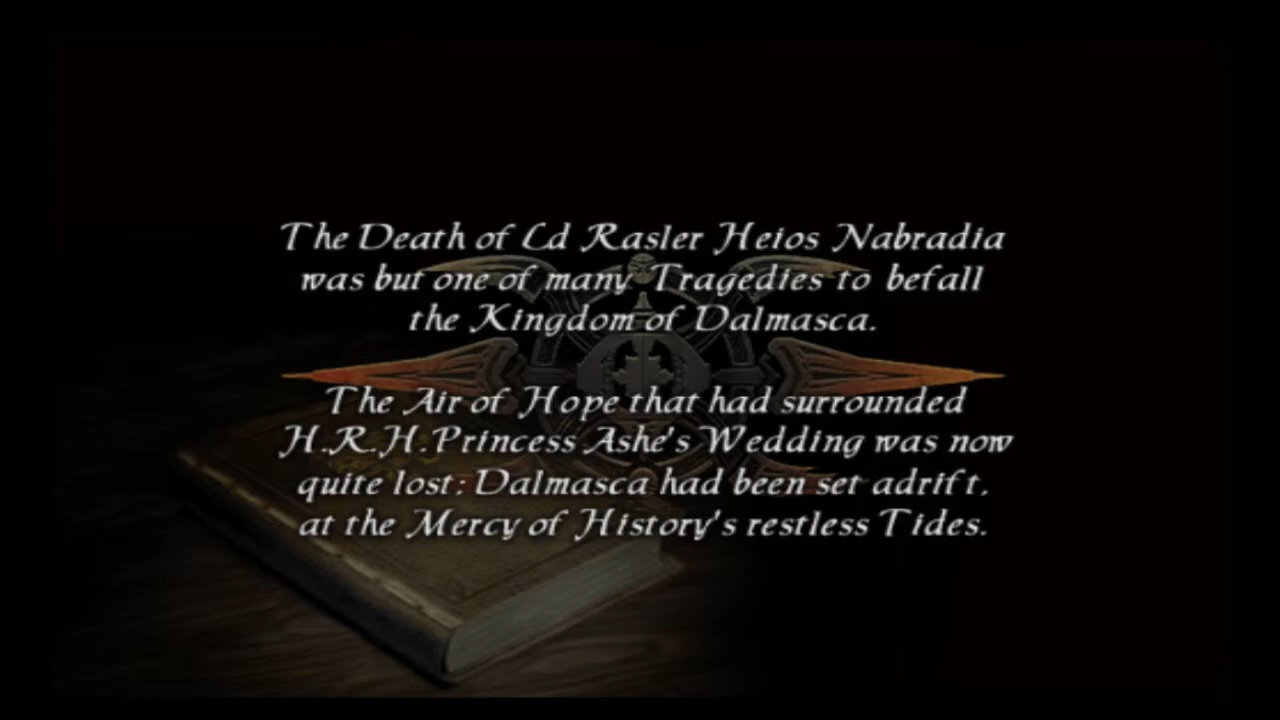 The Death of Ld Rasler Heios Nabradia
was but one of many Tragedies to befall
the Kingdom of Dalmasca.
The Air of Hope that had surrounded
H.R.H.Princess Ashe's Wedding was now
quite lost; Dalmasca had been set adrift,
at the Mercy of History's restless Tides.